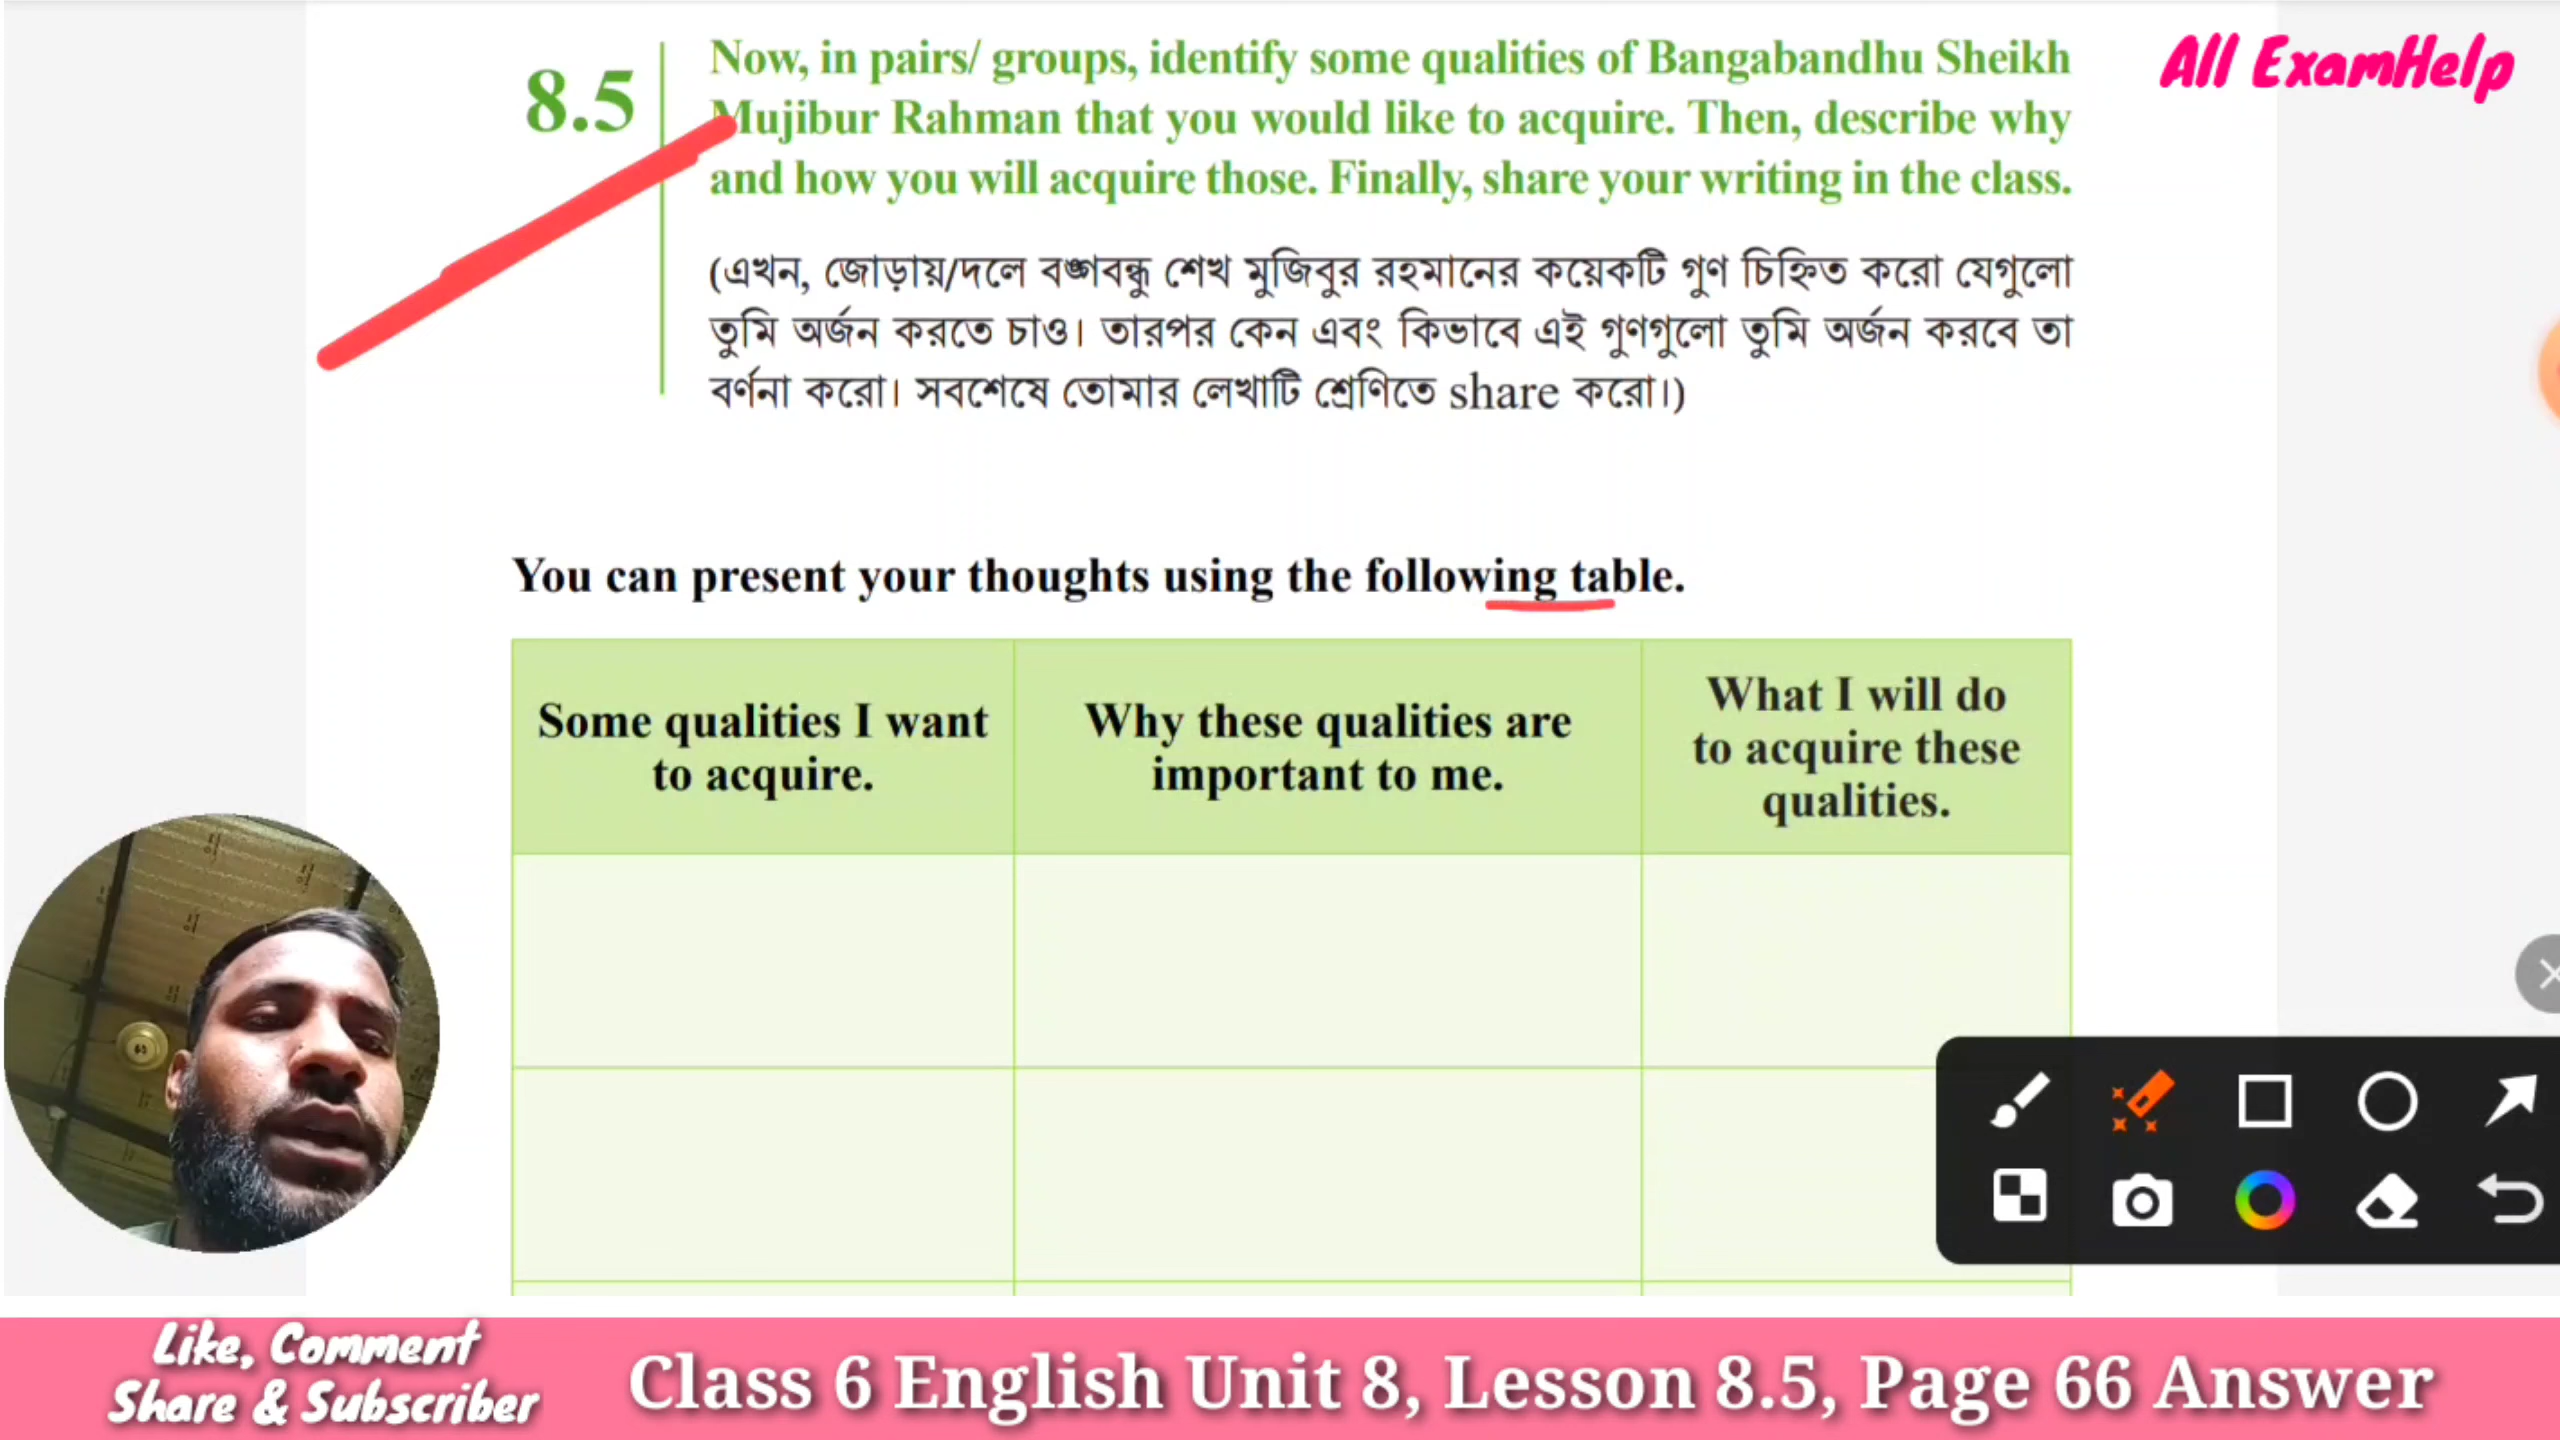 All ExamHelp
8.5
Now, in pairs/ groups, identify some qualities of Bangabandhu Sheikh
Mujibur Rahman that you would like to acquire. Then, describe why
and how you will acquire those. Finally, share your writing in the class.
(এখন, জোড়ায়/দলে বঙ্গবন্ধু শেখ মুজিবুর রহমানের কয়েকটি গুণ চিহ্নিত করো যেগুলো
তুমি অর্জন করতে চাও। তারপর কেন এবং কিভাবে এই গুণগুলো তুমি অর্জন করবে তা
বর্ণনা করো। সবশেষে তোমার লেখাটি শ্রেণিতে share করো।)
You can present your thoughts using the following table.
Some qualities I want
to acquire.
Why these qualities are
important to me.
What I will do
to acquire these
qualities.
Like, Comment
Share & Subscriber
Class 6 English Unit 8, Lesson 8.5, Page 66 Answer